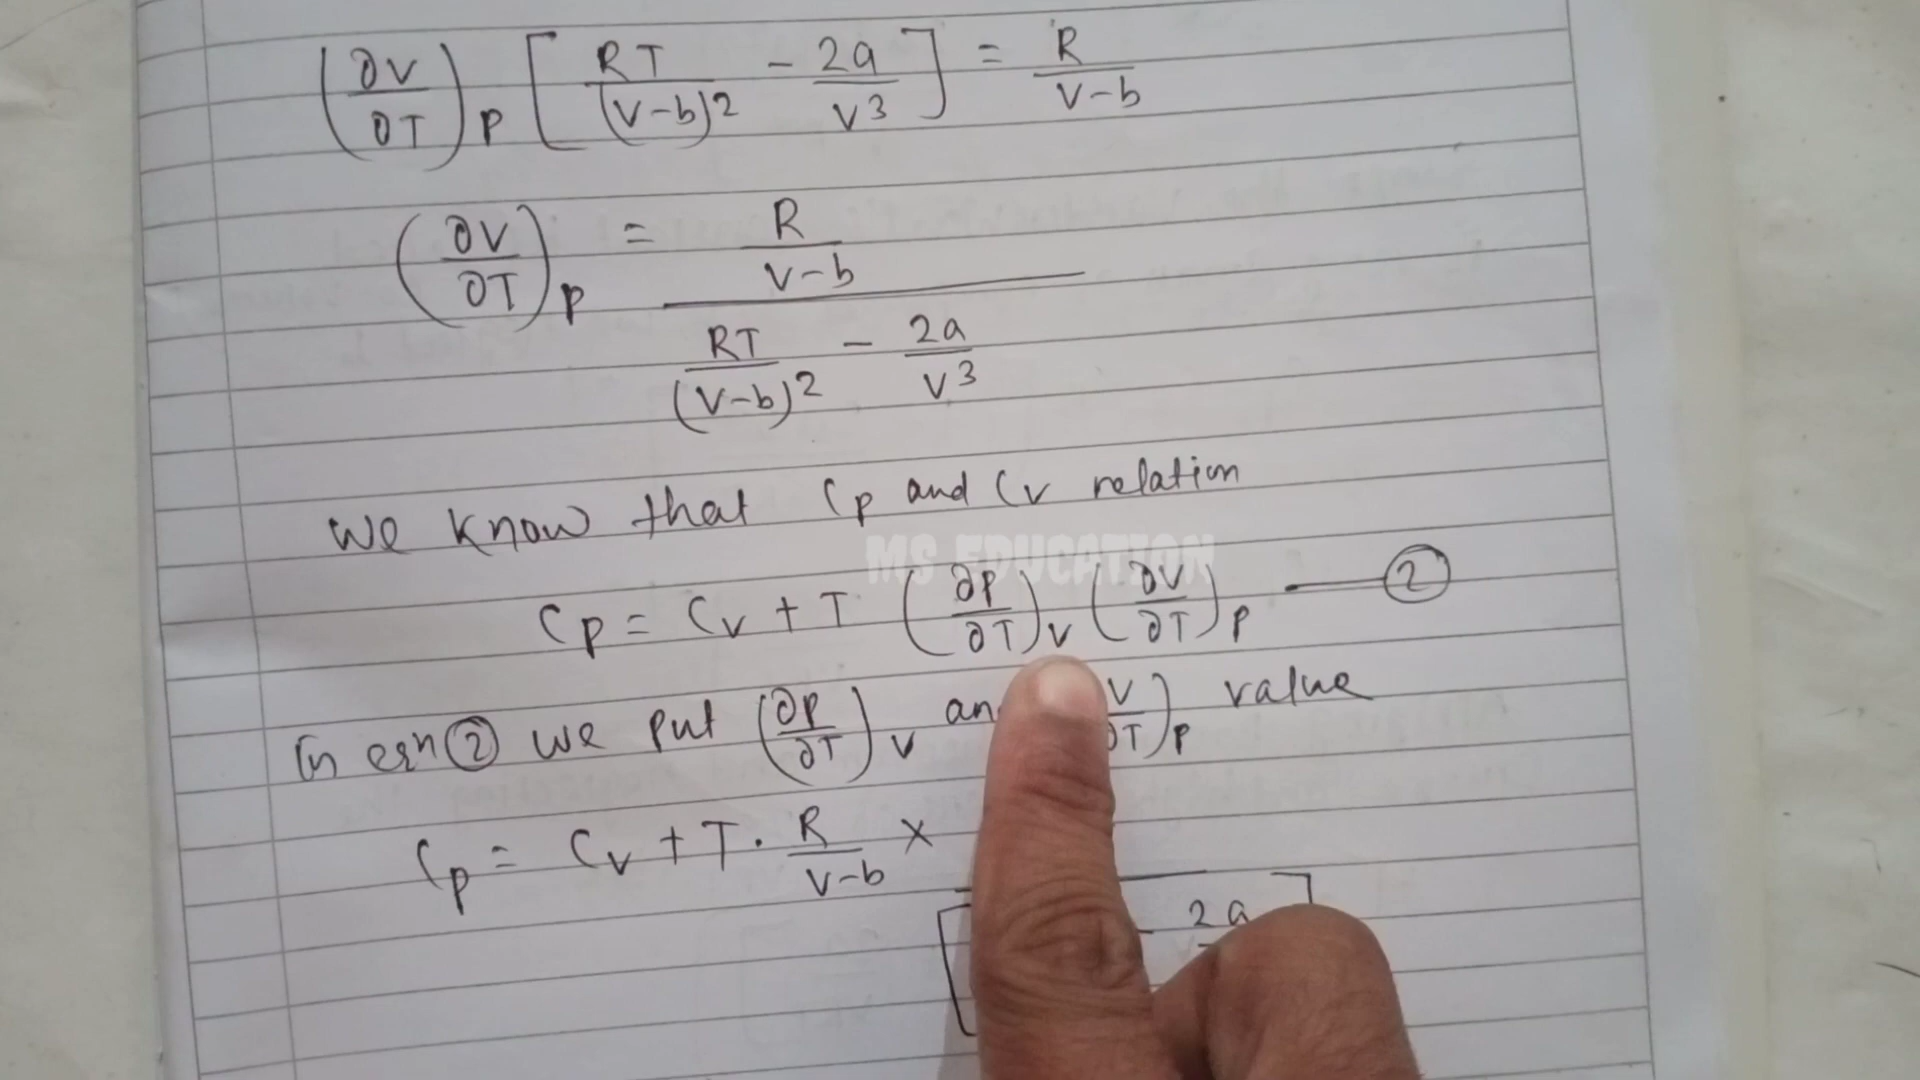 (∂V/∂T)P [RT/(V-b)2 - 2a/V3] = R/V-b
(∂V/∂T)P = R/V-b / RT/(V-b)2 - 2a/V3
We know that Cp and Cv relation
MS EDUCATION
Cp = Cv + T (∂P/∂T)V (∂V/∂T)P — 2
In eqn 2 we put (∂P/∂T)V V/∂T)P value
Cp = Cv + T . R/V-b ×
[ - 2a ]